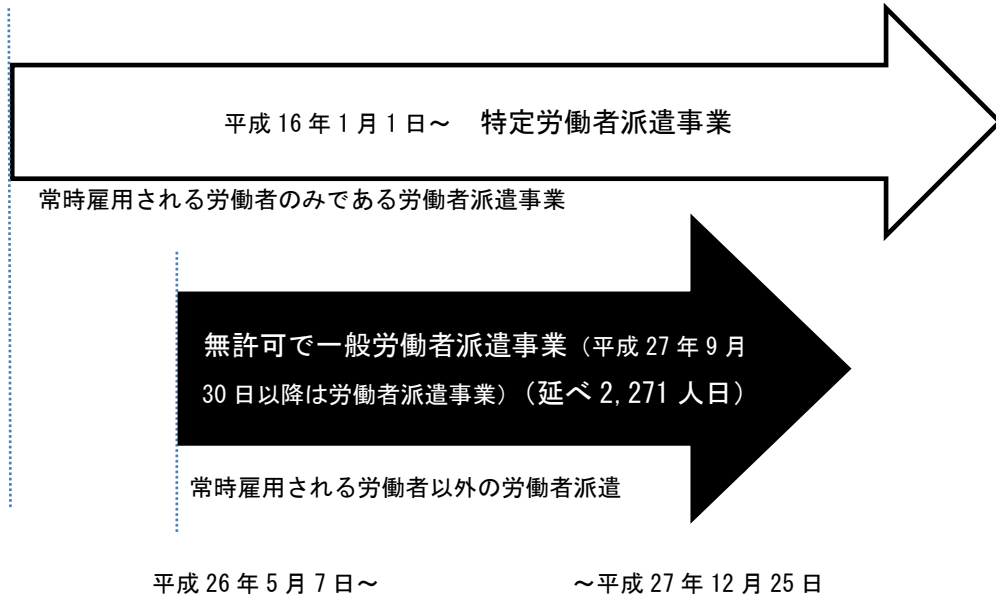 平成16年1月1日～　特定労働者派遣事業
常時雇用される労働者のみである労働者派遣事業
無許可で一般労働者派遣事業（平成27年9月
30日以降は労働者派遣事業）（延べ2,271人日）
常時雇用される労働者以外の労働者派遣
平成26年5月7日～　～平成27年12月25日